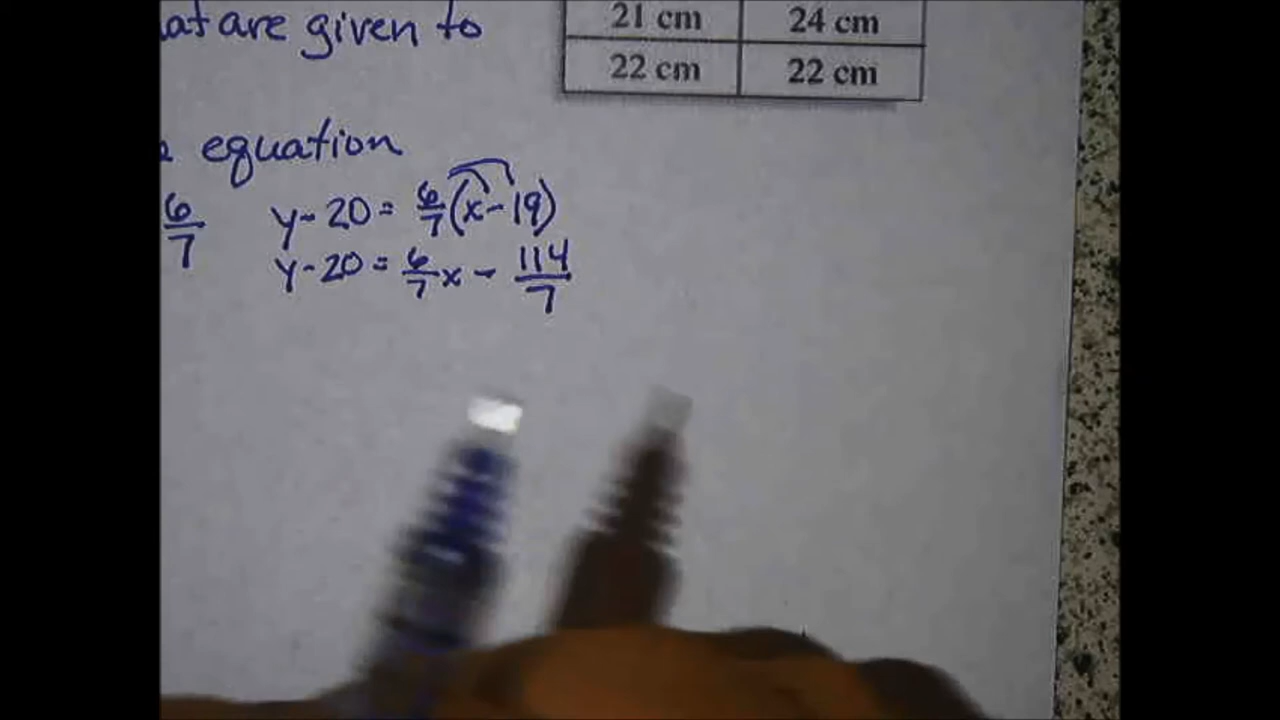 at are given to
21 cm 24 cm
22 cm 22 cm
equation
6/7 y-20 = 6/7(x-19)
y-20 = 6/7x - 114/7